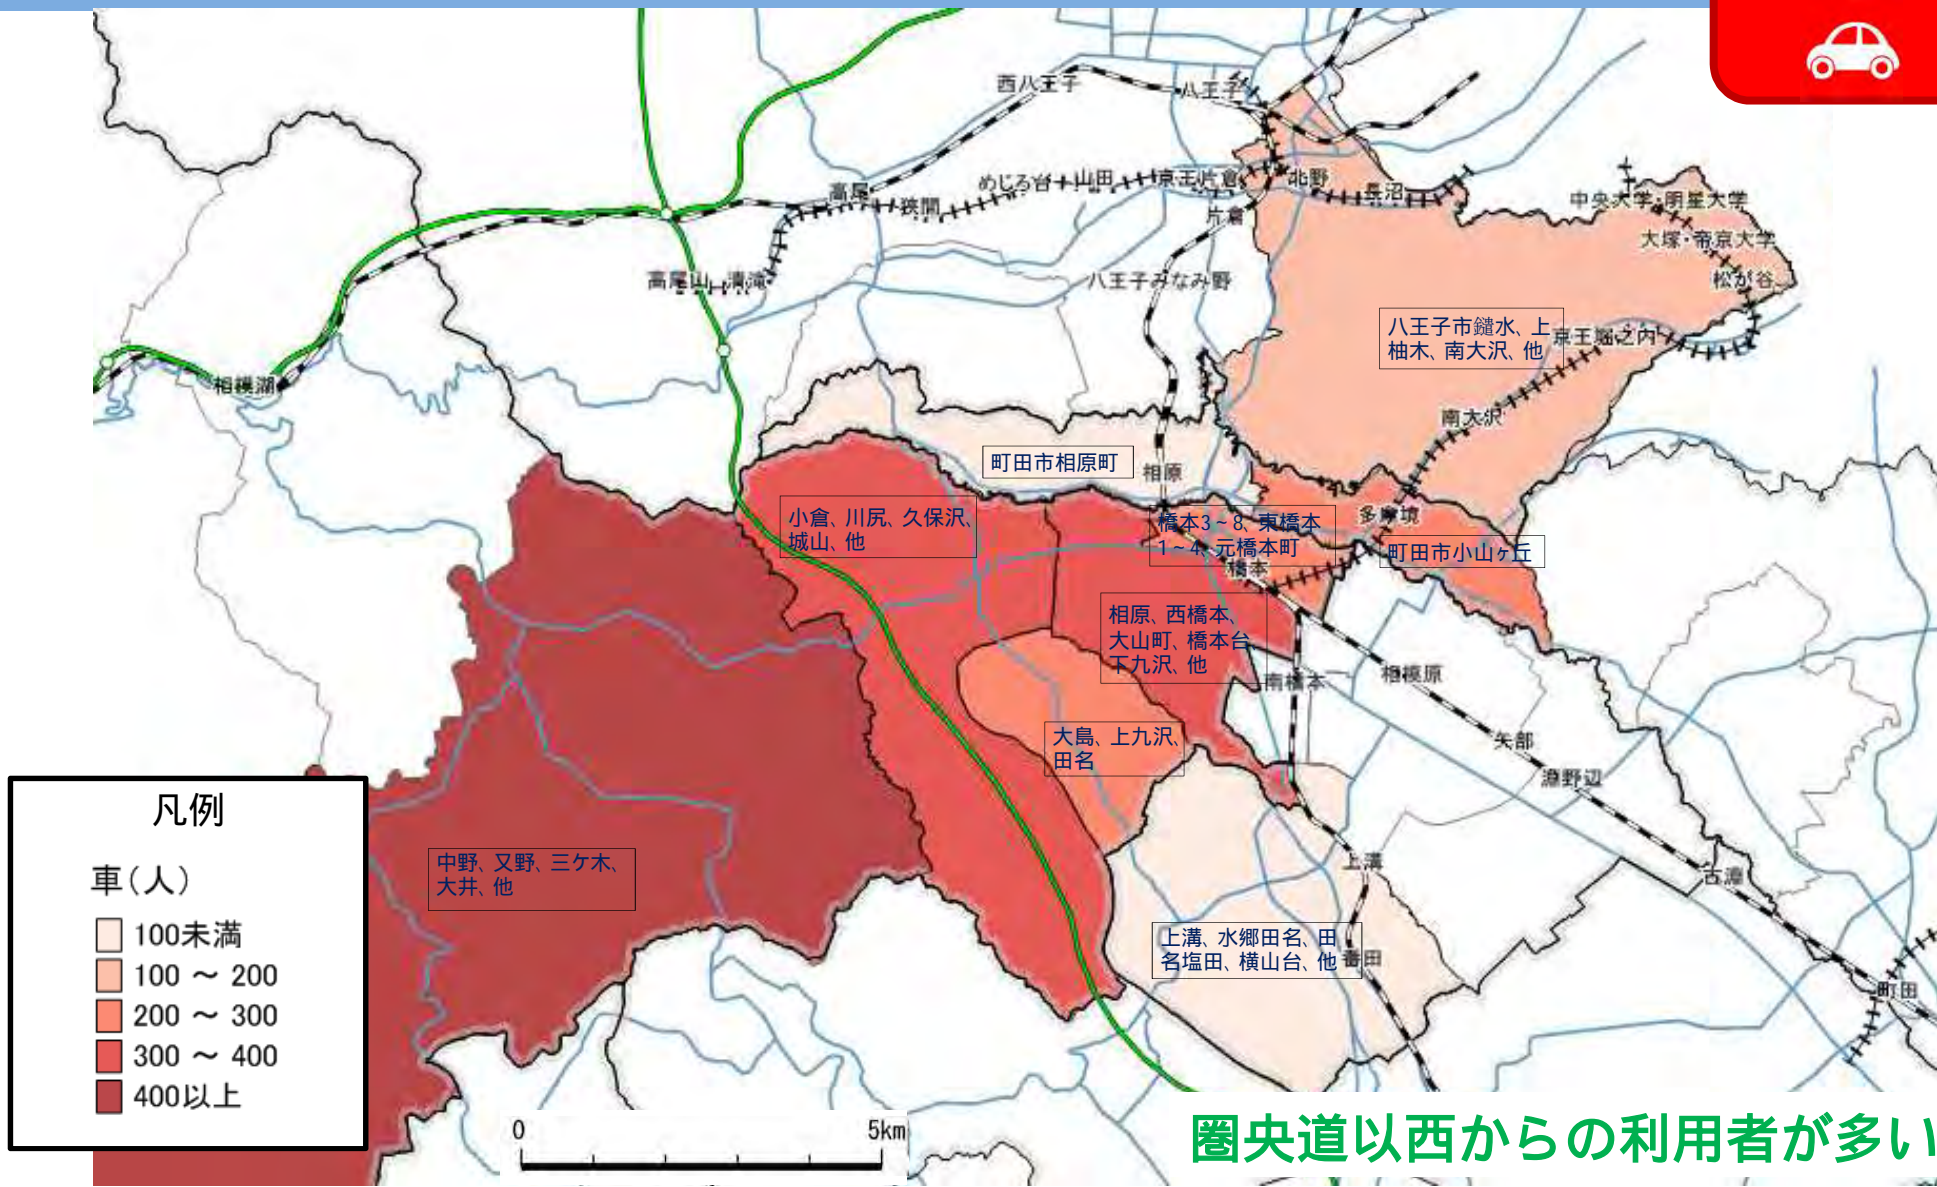 西八王子
八王子
めじろ台
山田
京王片倉
北野
長沼
高尾
狭間
片倉
中央大学・明星大学
大塚・帝京大学
松が谷
高尾山
清滝
八王子みなみ野
八王子市鑓水、上
柚木、南大沢、他
京王堀之内
相模湖
南大沢
町田市相原町
相原
小倉、川尻、久保沢、
城山、他
橋本3~8、東橋本
1~4、元橋本町
橋本
多摩境
町田市小山ヶ丘
相原、西橋本、
大山町、橋本台
下九沢、他
南橋本
相模原
大島、上九沢、
田名
矢部
淵野辺
上溝
古淵
中野、又野、三ケ木、
大井、他
上溝、水郷田名、田
名塩田、横山台、他
番田
町田
凡例
車(人)
100未満
100 ~ 200
200 ~ 300
300 ~ 400
400以上
0
5km
圏央道以西からの利用者が多い